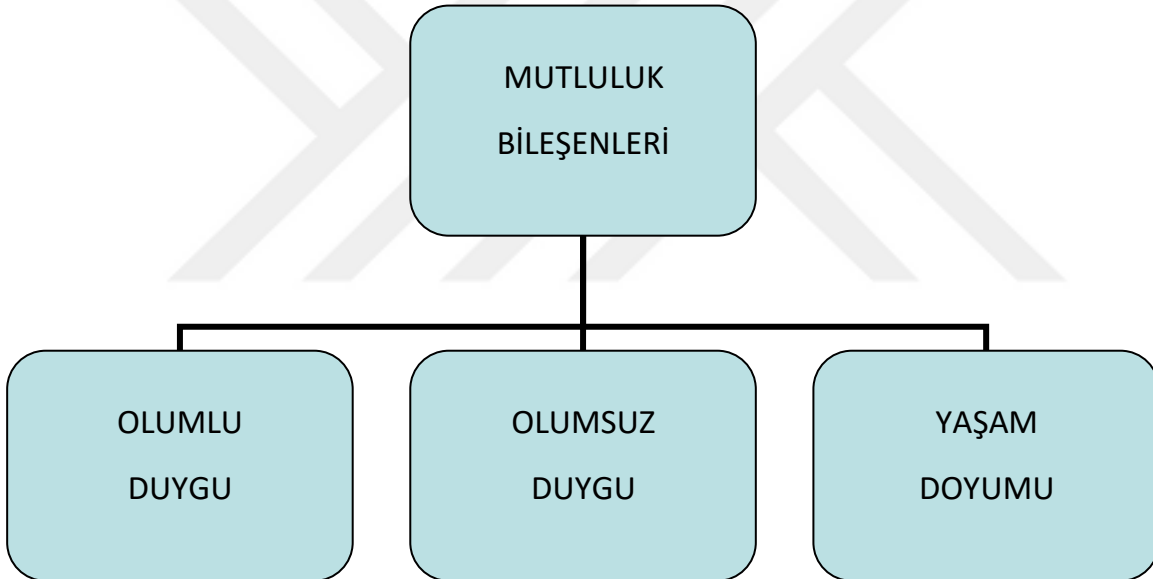 MUTLULUK
BİLEŞENLERİ
OLUMLU
DUYGU
OLUMSUZ
DUYGU
YAŞAM
DOYUMU